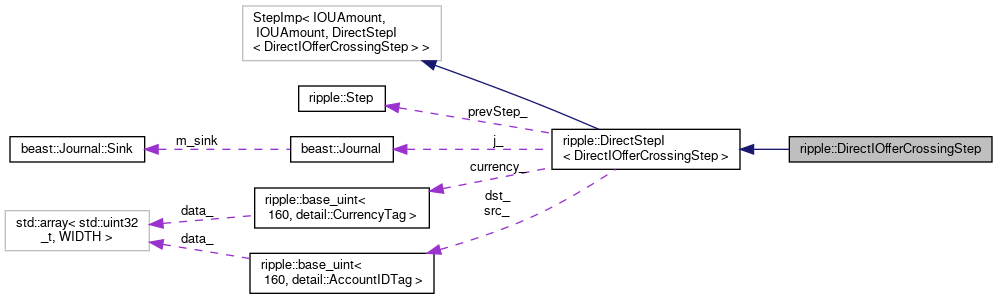 StepImp< IOUAmount,
IOUAmount, DirectStepI
< DirectIOfferCrossingStep > >
ripple::Step
prevStep_
ripple::DirectStepI
< DirectIOfferCrossingStep >
ripple::DirectIOfferCrossingStep
beast::Journal::Sink
m_sink
beast::Journal
j_
currency_
ripple::base_uint<
160, detail::CurrencyTag >
data_
dst_
src_
std::array< std::uint32
_t, WIDTH >
data_
ripple::base_uint<
160, detail::AccountIDTag >